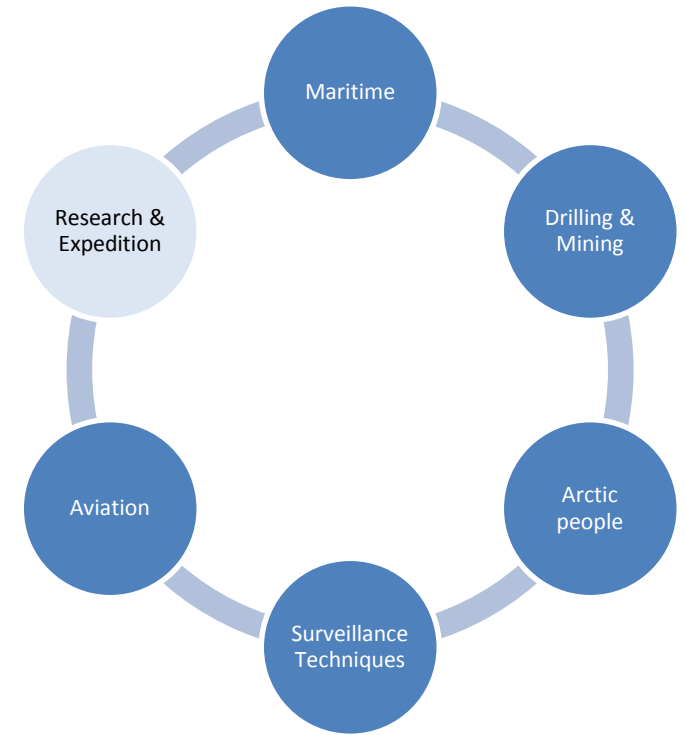 Maritime
Drilling &
Mining
Arctic
people
Surveillance
Techniques
Aviation
Research &
Expedition